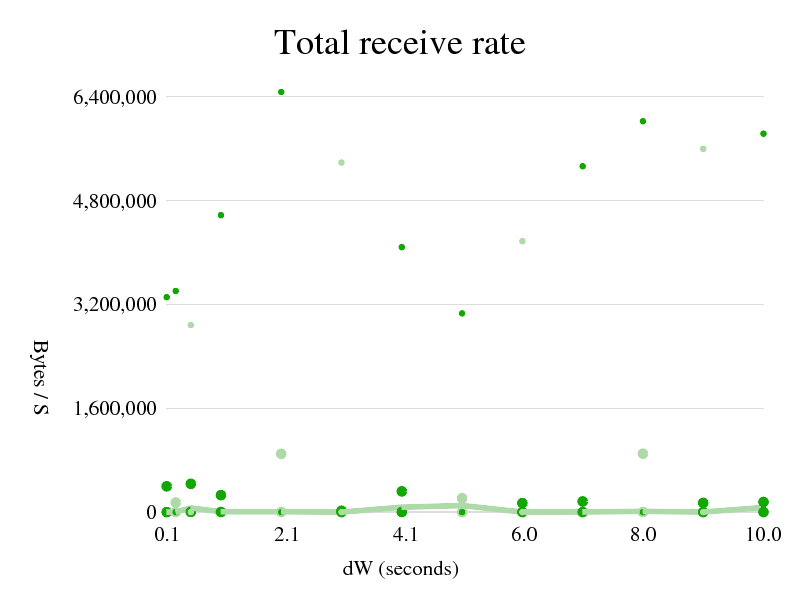 Total receive rate
6,400,000
4,800,000
3,200,000
1,600,000
0
Bytes / S
0.1 2.1 4.1 6.0 8.0 10.0
dW (seconds)